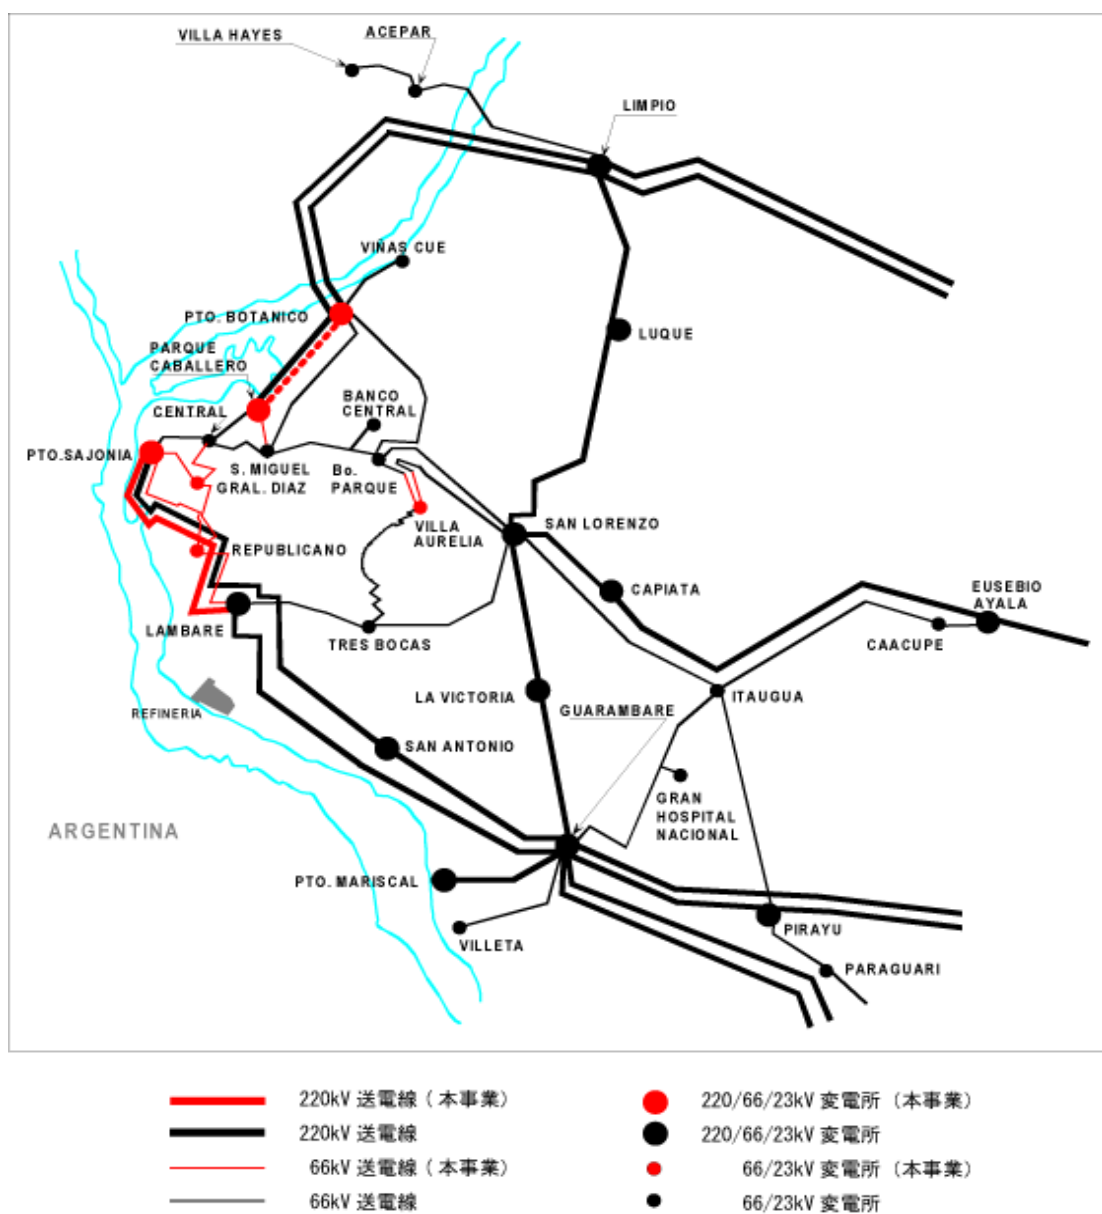 VILLA HAYES
ACEPAR
LIMPIO
VIÑAS CUE
PTO. BOTANICO
LUQUE
PARQUE
CABALLERO
BANCO
CENTRAL
CENTRAL
PTO.SAJONIA
S. MIGUEL
GRAL. DIAZ
Bo.
PARQUE
VILLA
AURELIA
SAN LORENZO
REPUBLICANO
CAPIATA
EUSEBIO
AYALA
LAMBARE
TRES BOCAS
CAACUPE
LA VICTORIA
GUARAMBARE
ITAUGUA
REFINERIA
SAN ANTONIO
GRAN
HOSPITAL
NACIONAL
ARGENTINA
PTO. MARISCAL
PIRAYU
VILLETA
PARAGUARI
220kV 送電線 ( 本事業)
220/66/23kV 変電所 (本事業)
220kV 送電線
220/66/23kV 変電所
66kV 送電線 ( 本事業)
66/23kV 変電所 (本事業)
66kV 送電線
66/23kV 変電所